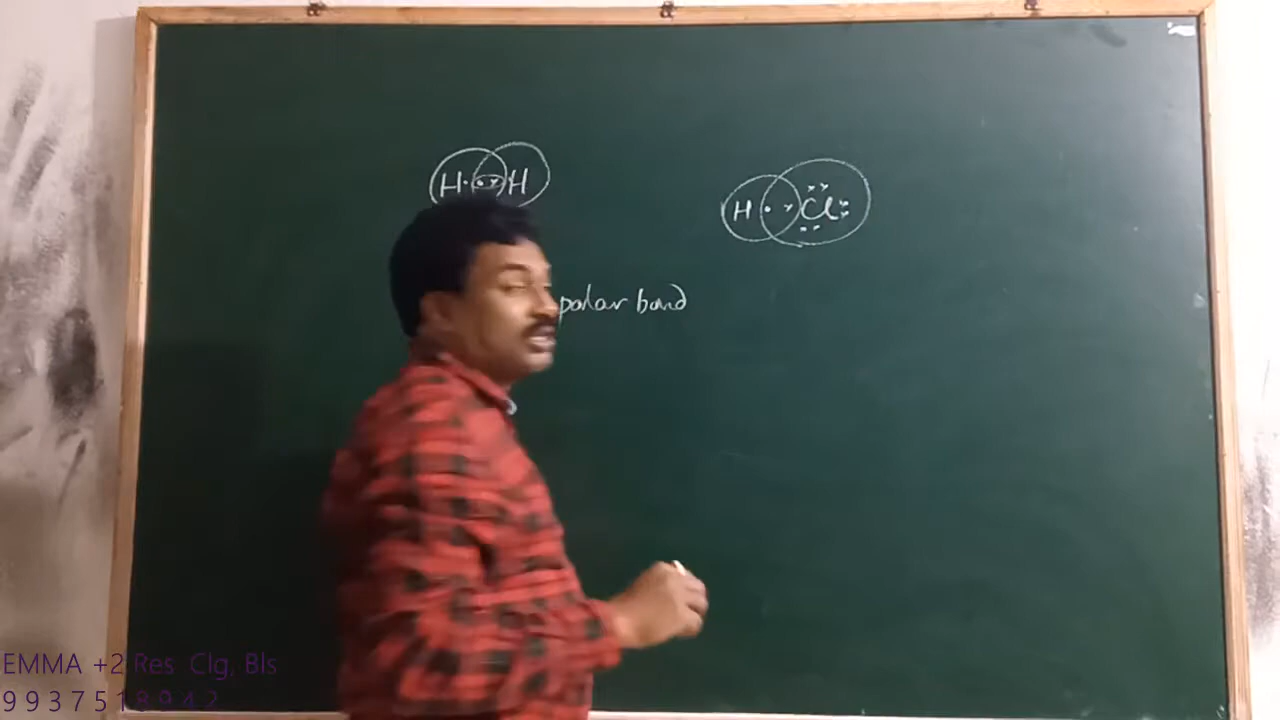 H H
H Cl
polar bond
EMMA +2 Res Clg, Bls
9937518942